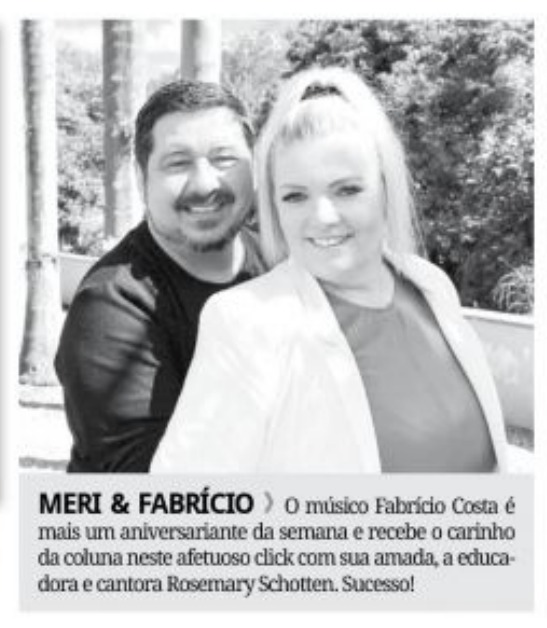 MERI & FABRÍCIO 》 O músico Fabrício Costa é
mais um aniversariante da semana e recebe o carinho
da coluna neste afetuoso click com sua amada, a educa-
dora e cantora Rosemary Schotten. Sucesso!